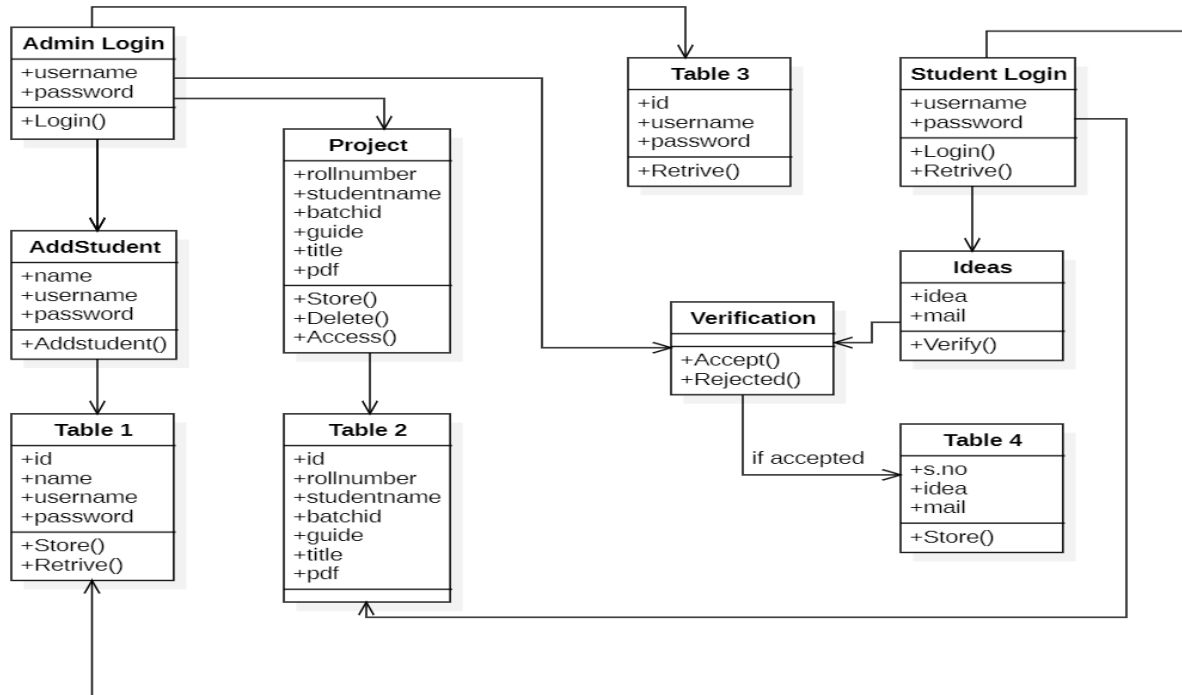 Admin Login
+username
+password
+Login()
Table 3
+id
+username
+password
+Retrive()
Student Login
+username
+password
+Login()
+Retrive()
Project
+rollnumber
+studentname
+batchid
+guide
+title
+pdf
+Store()
+Delete()
+Access()
AddStudent
+name
+username
+password
+Addstudent()
Ideas
+idea
+mail
+Verify()
Verification
+Accept()
+Rejected()
Table 1
+id
+name
+username
+password
+Store()
+Retrive()
Table 2
+id
+rollnumber
+studentname
+batchid
+guide
+title
+pdf
if accepted
Table 4
+s.no
+idea
+mail
+Store()